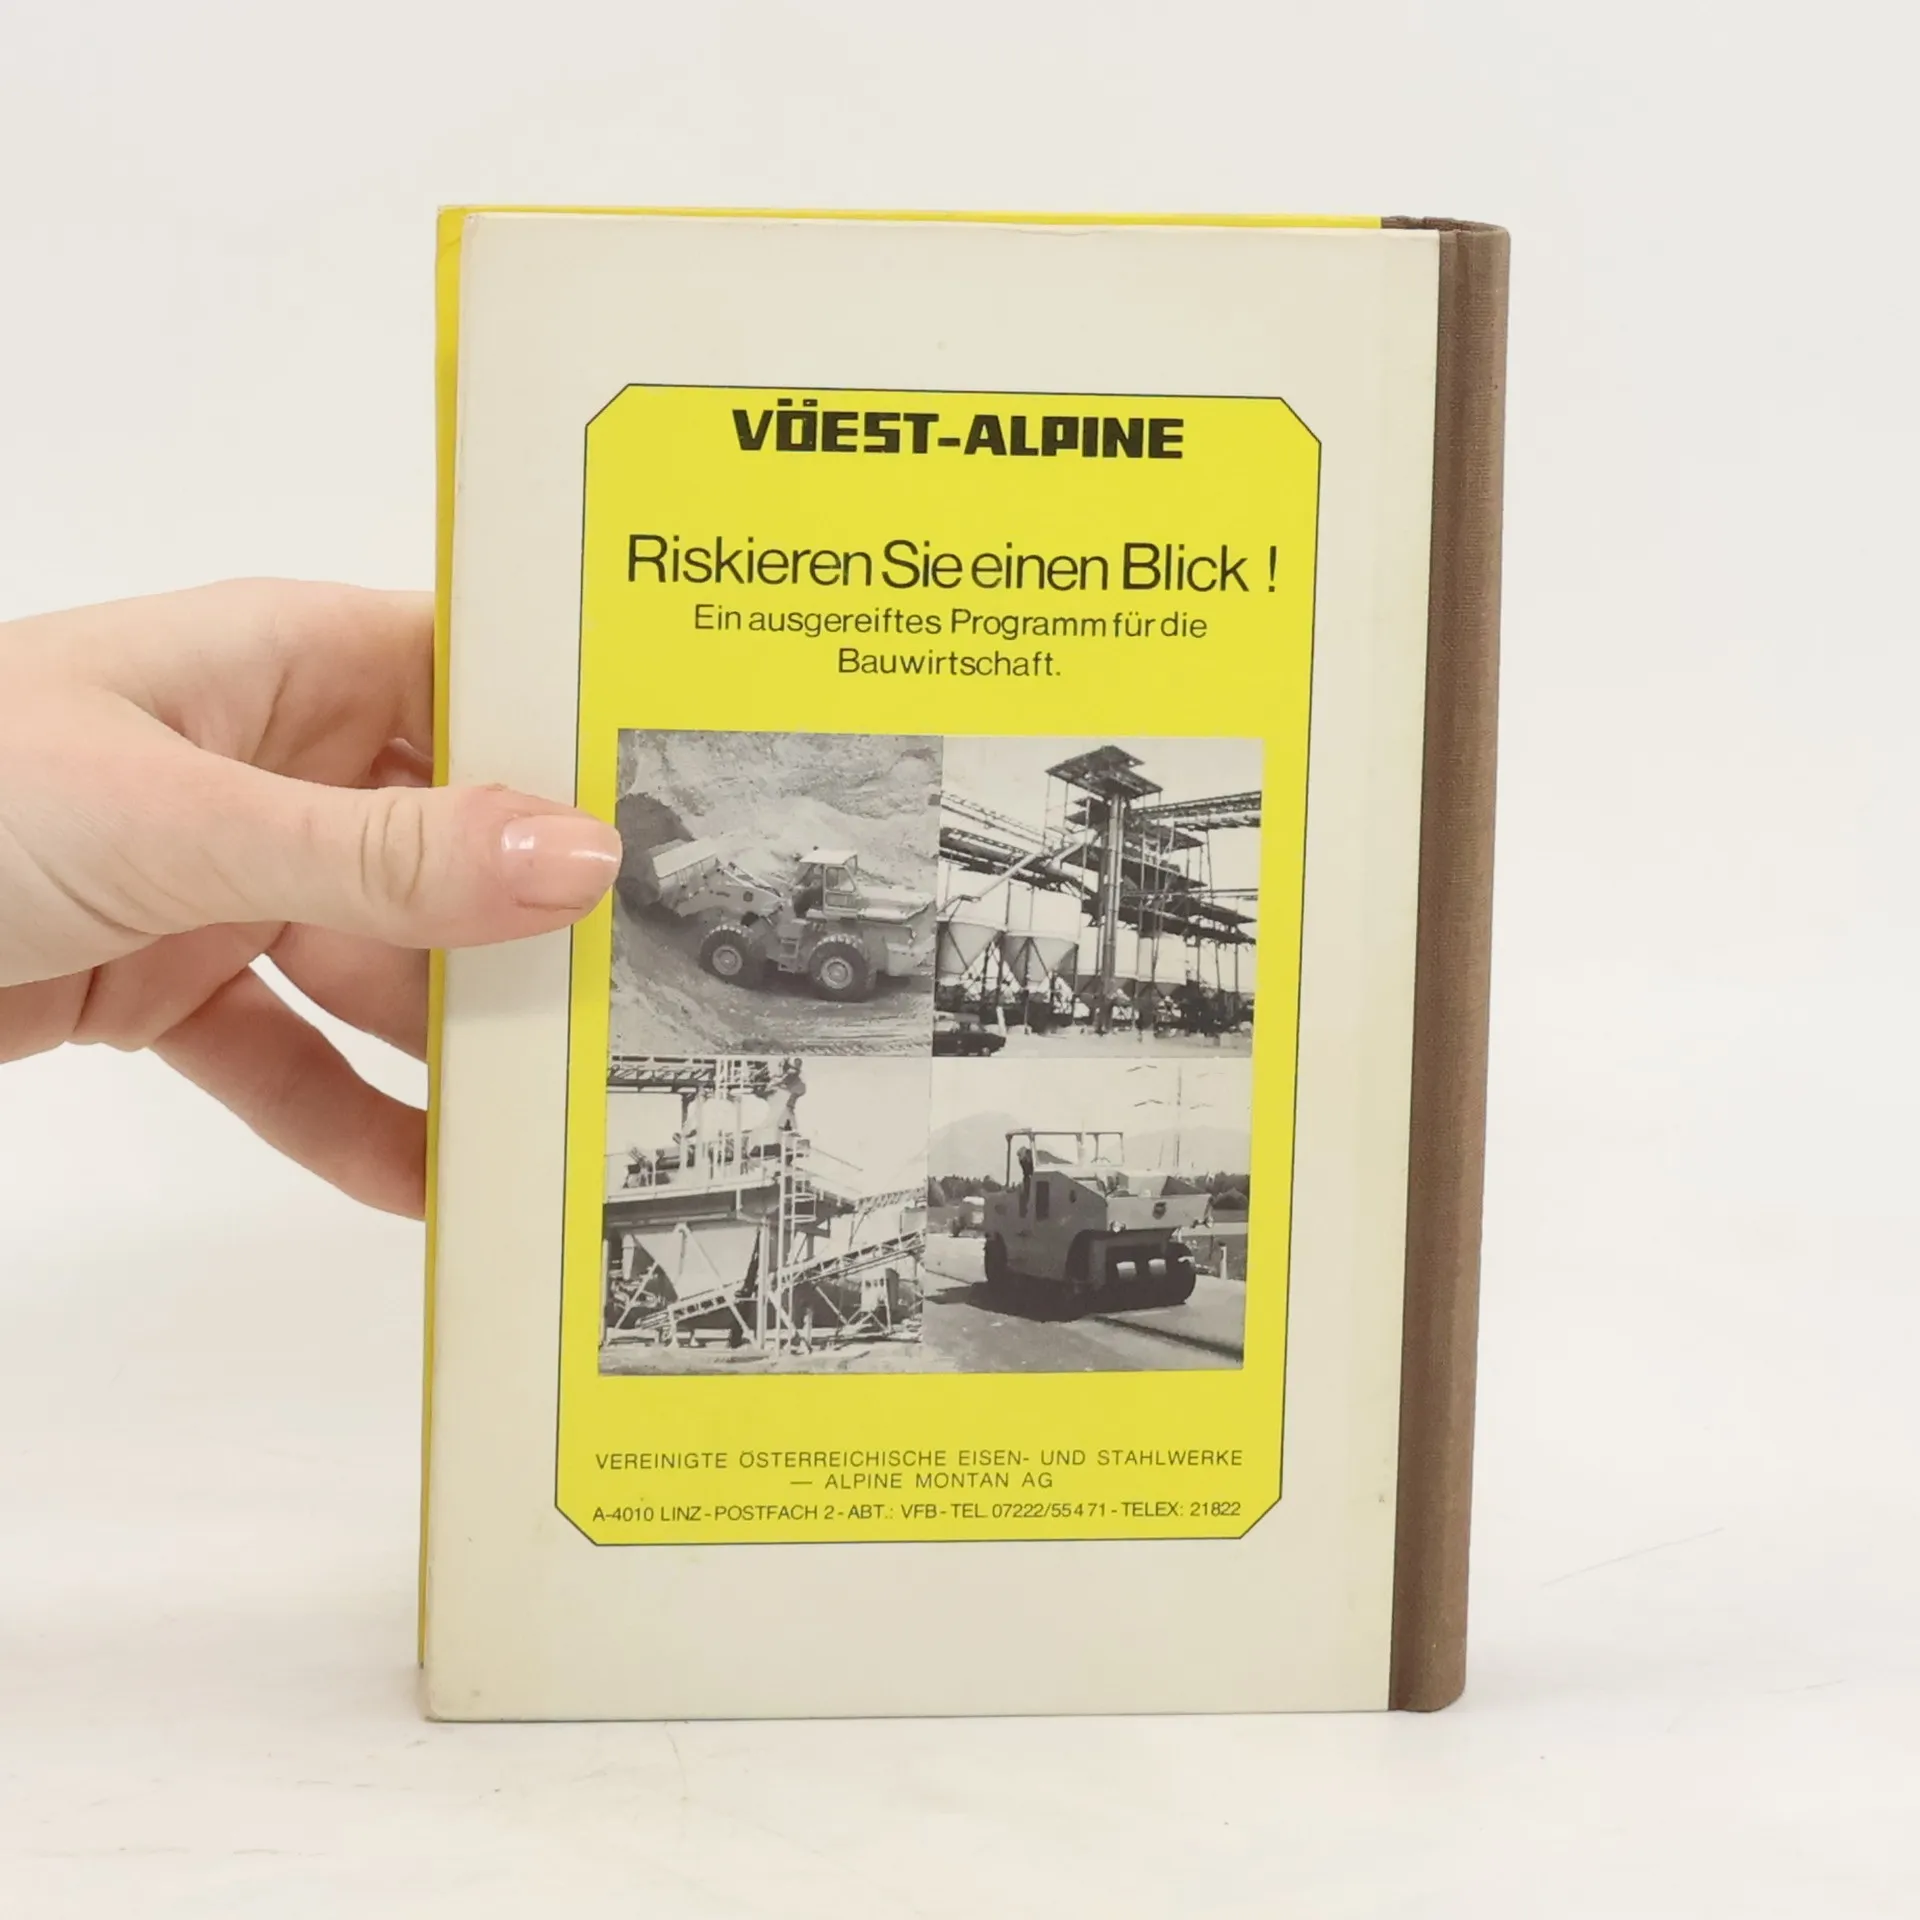 VÖEST-ALPINE
Riskieren Sie einen Blick !
Ein ausgereiftes Programm für die
Bauwirtschaft.
VEREINIGTE ÖSTERREICHISCHE EISEN- UND STAHLWERKE
— ALPINE MONTAN AG
A-4010 LINZ - POSTFACH 2 - ABT.: VFB - TEL. 07222/55 4 71 - TELEX: 21822